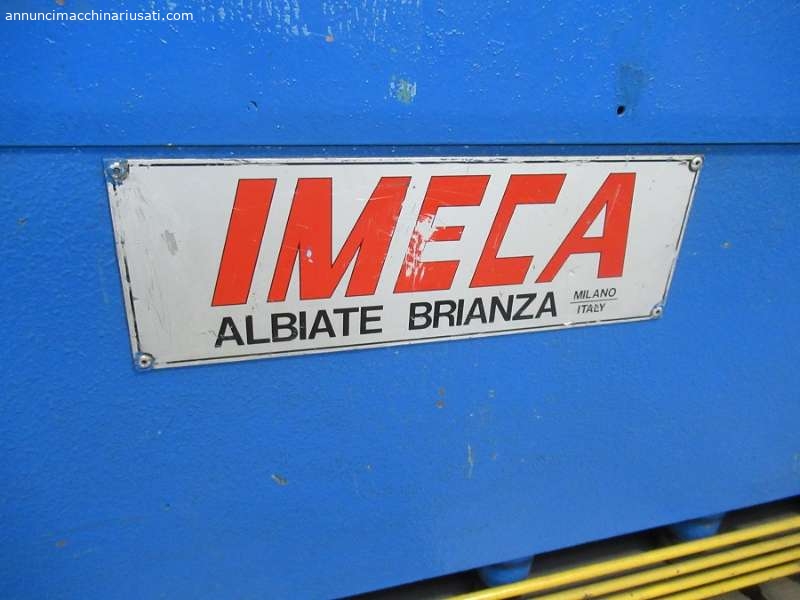 annuncimacchinariusati.com
IMECA
ALBIATE BRIANZA MILANO
ITALY